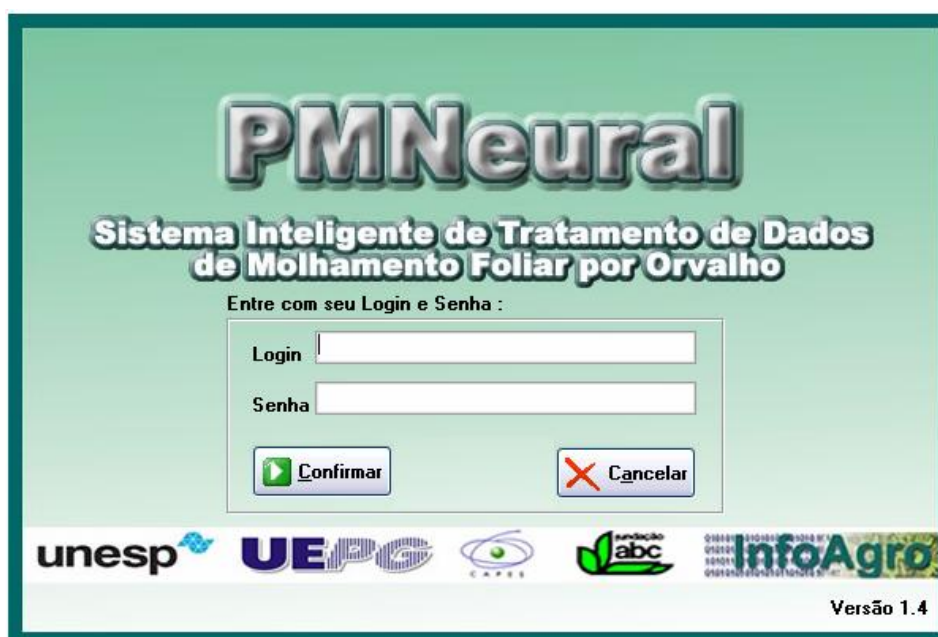 PMNeural
Sistema Inteligente de Tratamento de Dados
de Molhamento Foliar por Orvalho
Entre com seu Login e Senha :
Login
Senha
Confirmar
Cancelar
unesp UEPG CAPES fundação abc InfoAgro
Versão 1.4